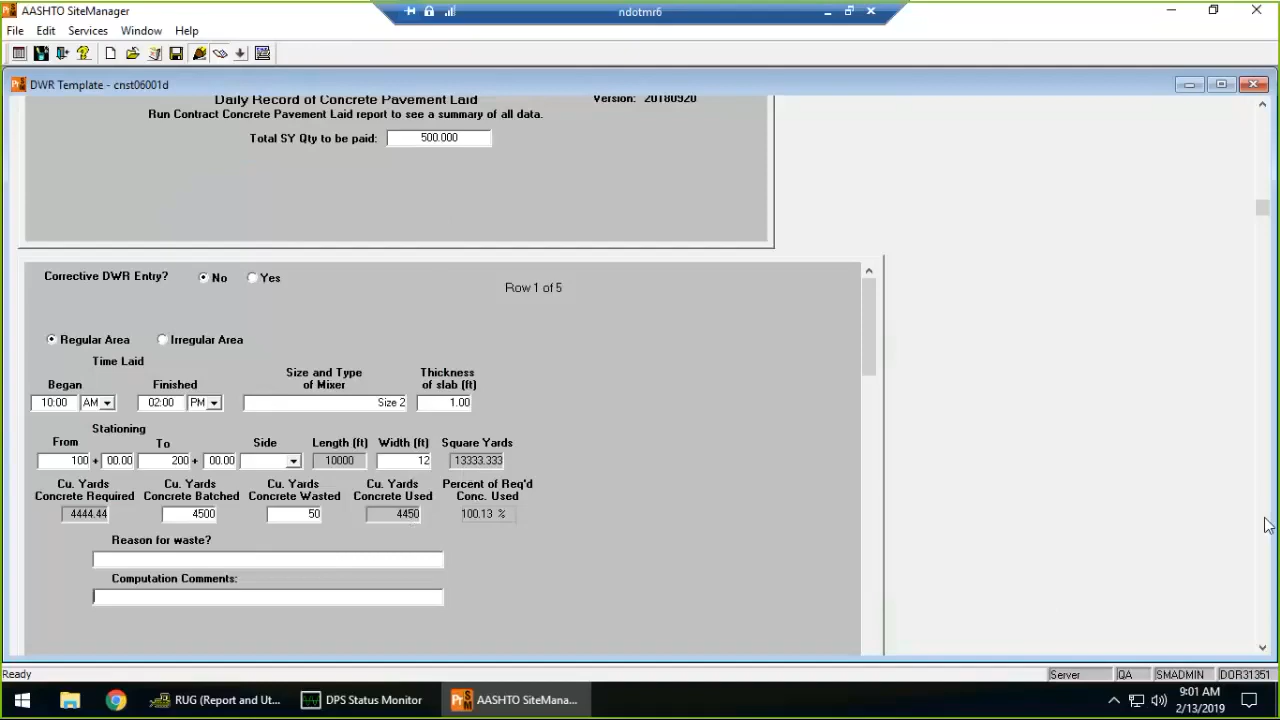 AASHTO SiteManager
ndotmr6
File Edit Services Window Help
DWR Template - cnst06001d
Daily Record of Concrete Pavement Laid Version: 20180920
Run Contract Concrete Pavement Laid report to see a summary of all data.
Total SY Qty to be paid: 500.000
Corrective DWR Entry? No Yes
Row 1 of 5
Regular Area Irregular Area
Time Laid
Size and Type Thickness
Began Finished of Mixer of slab (ft)
10:00 AM 02:00 PM Size 2 1.00
Stationing
From To Side Length (ft) Width (ft) Square Yards
100 + 00.00 200 + 00.00 10000 12 13333.333
Cu. Yards Cu. Yards Cu. Yards Cu. Yards Percent of Req'd
Concrete Required Concrete Batched Concrete Wasted Concrete Used Conc. Used
4444.44 4500 50 4450 100.13 %
Reason for waste?
Computation Comments:
Ready Server QA SMADMIN DOR31351
RUG (Report and Ut... DPS Status Monitor AASHTO SiteMana...
9:01 AM
2/13/2019